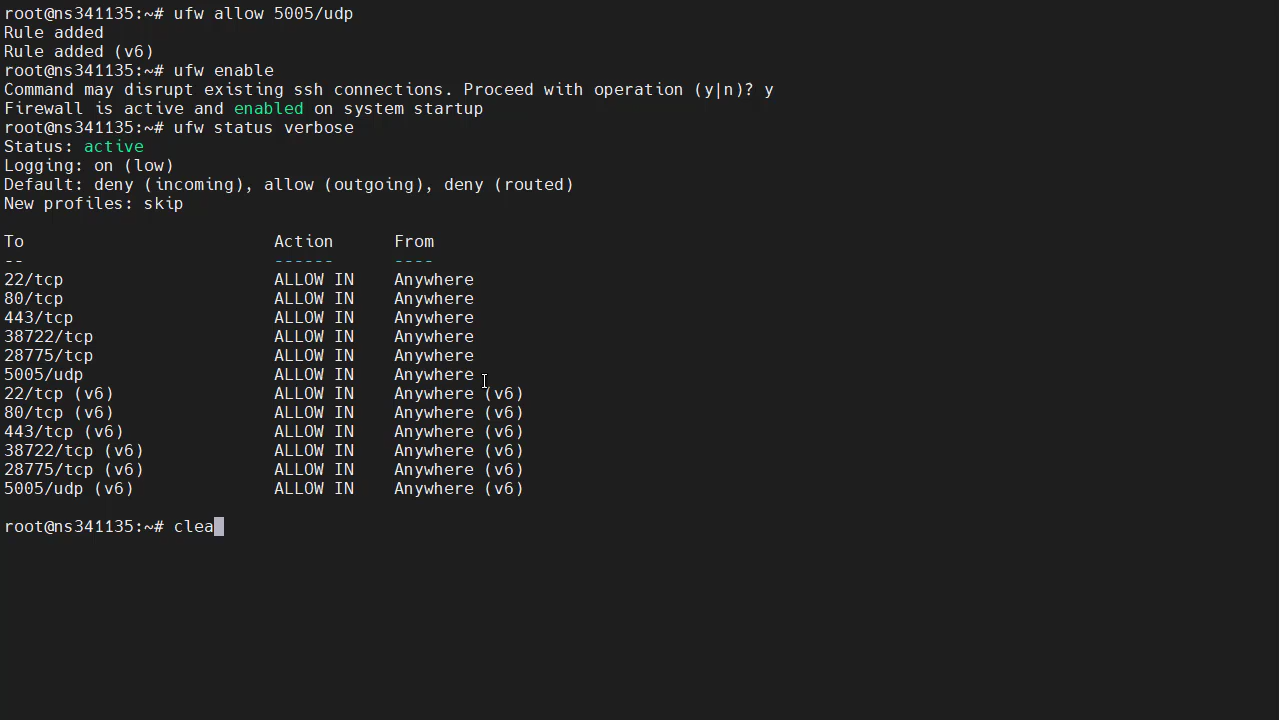 root@ns341135:~# ufw allow 5005/udp
Rule added
Rule added (v6)
root@ns341135:~# ufw enable
Command may disrupt existing ssh connections. Proceed with operation (y|n)? y
Firewall is active and enabled on system startup
root@ns341135:~# ufw status verbose
Status: active
Logging: on (low)
Default: deny (incoming), allow (outgoing), deny (routed)
New profiles: skip

To                         Action      From
--                         ------      ----
22/tcp                     ALLOW IN    Anywhere
80/tcp                     ALLOW IN    Anywhere
443/tcp                    ALLOW IN    Anywhere
38722/tcp                  ALLOW IN    Anywhere
28775/tcp                  ALLOW IN    Anywhere
5005/udp                   ALLOW IN    Anywhere
22/tcp (v6)                ALLOW IN    Anywhere (v6)
80/tcp (v6)                ALLOW IN    Anywhere (v6)
443/tcp (v6)               ALLOW IN    Anywhere (v6)
38722/tcp (v6)             ALLOW IN    Anywhere (v6)
28775/tcp (v6)             ALLOW IN    Anywhere (v6)
5005/udp (v6)              ALLOW IN    Anywhere (v6)

root@ns341135:~# clea